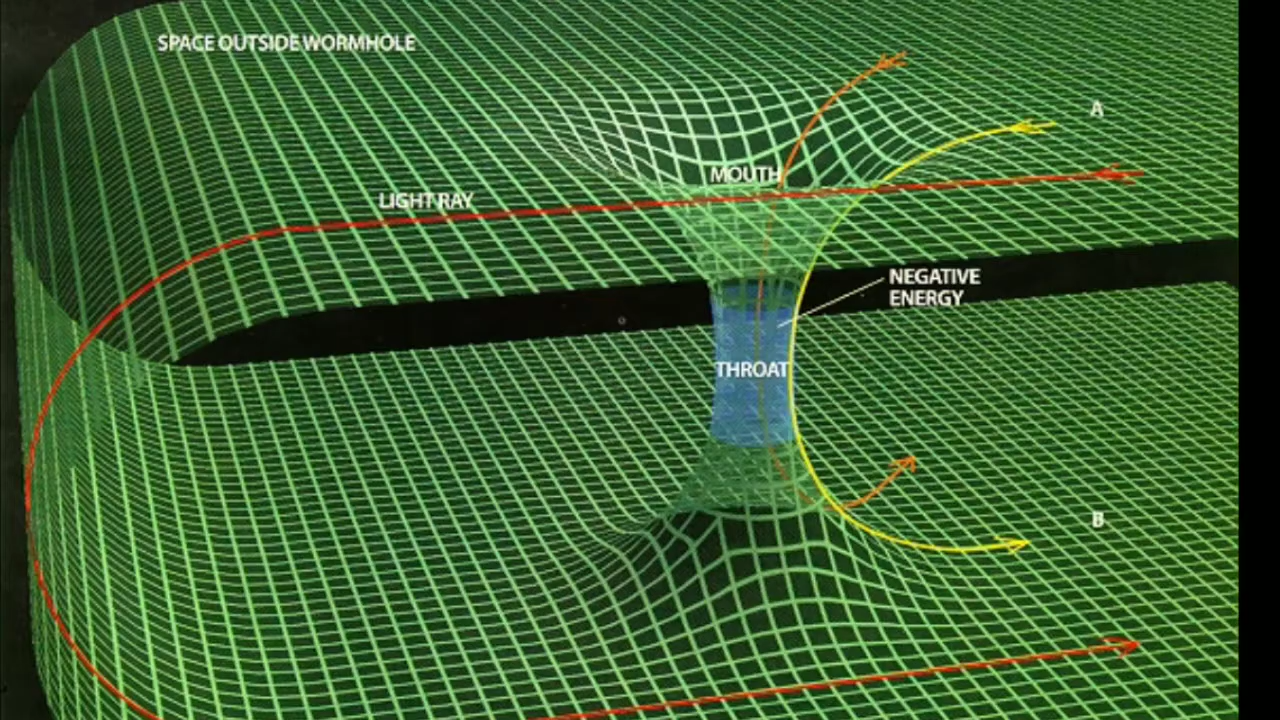 SPACE OUTSIDE WORMHOLE
A
MOUTH
LIGHT RAY
NEGATIVE
ENERGY
THROAT
B